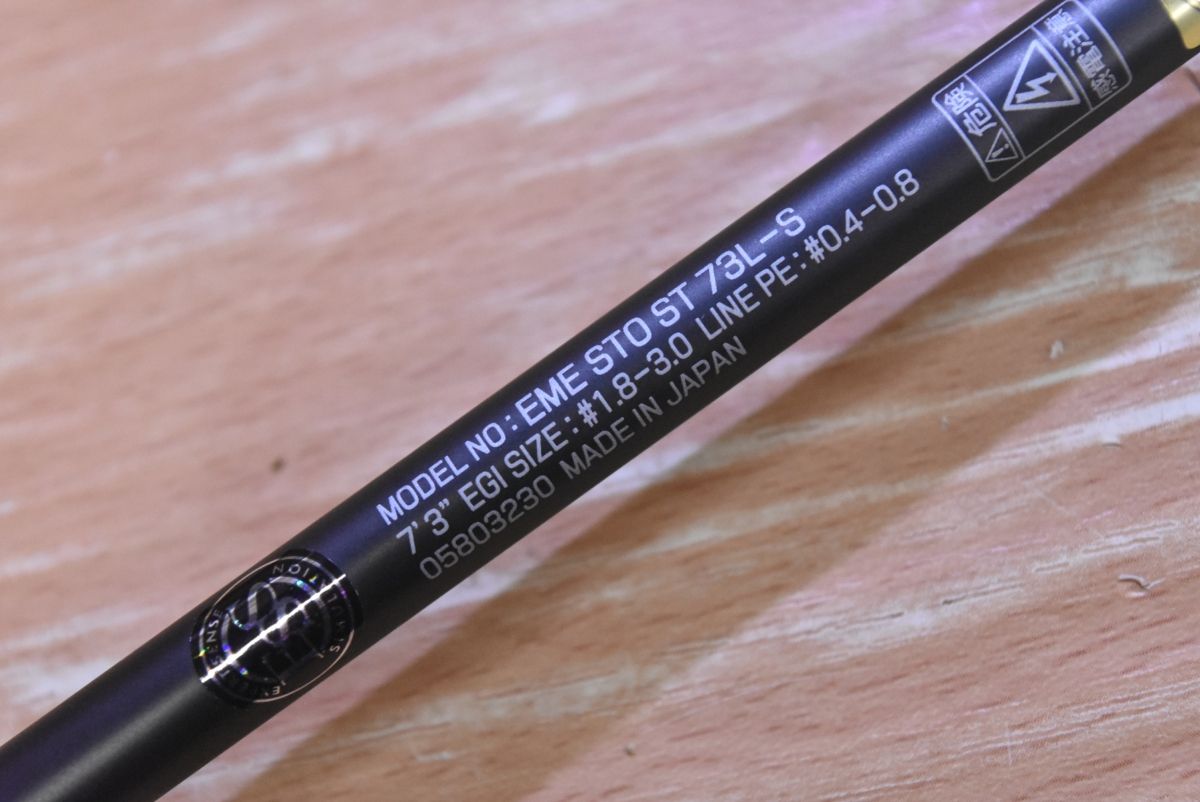 MODEL NO : EME STO ST 73L-S
7'3" EGI SIZE : #1.8-3.0 LINE PE : #0.4-0.8
05803230 MADE IN JAPAN
危険
感電注意
SENSE